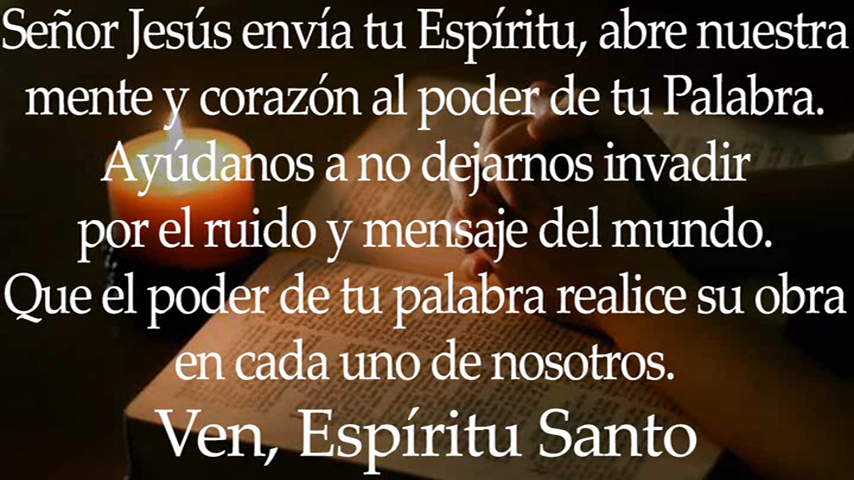 Señor Jesús envía tu Espíritu, abre nuestra
mente y corazón al poder de tu Palabra.
Ayúdanos a no dejarnos invadir
por el ruido y mensaje del mundo.
Que el poder de tu palabra realice su obra
en cada uno de nosotros.
Ven, Espíritu Santo